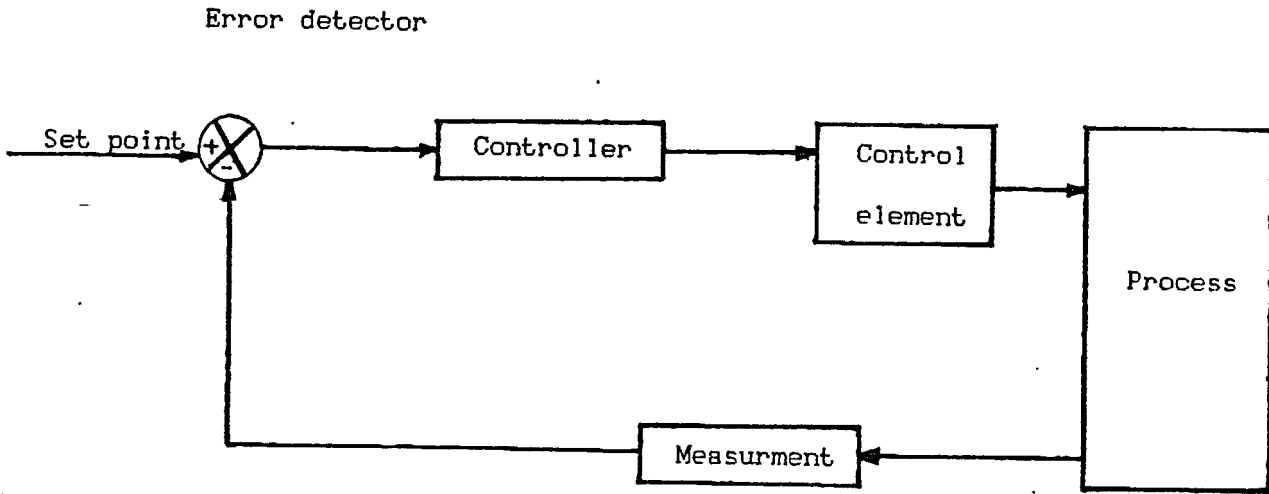 Error detector
Set point
+
-
Controller
Control
element
Process
Measurment